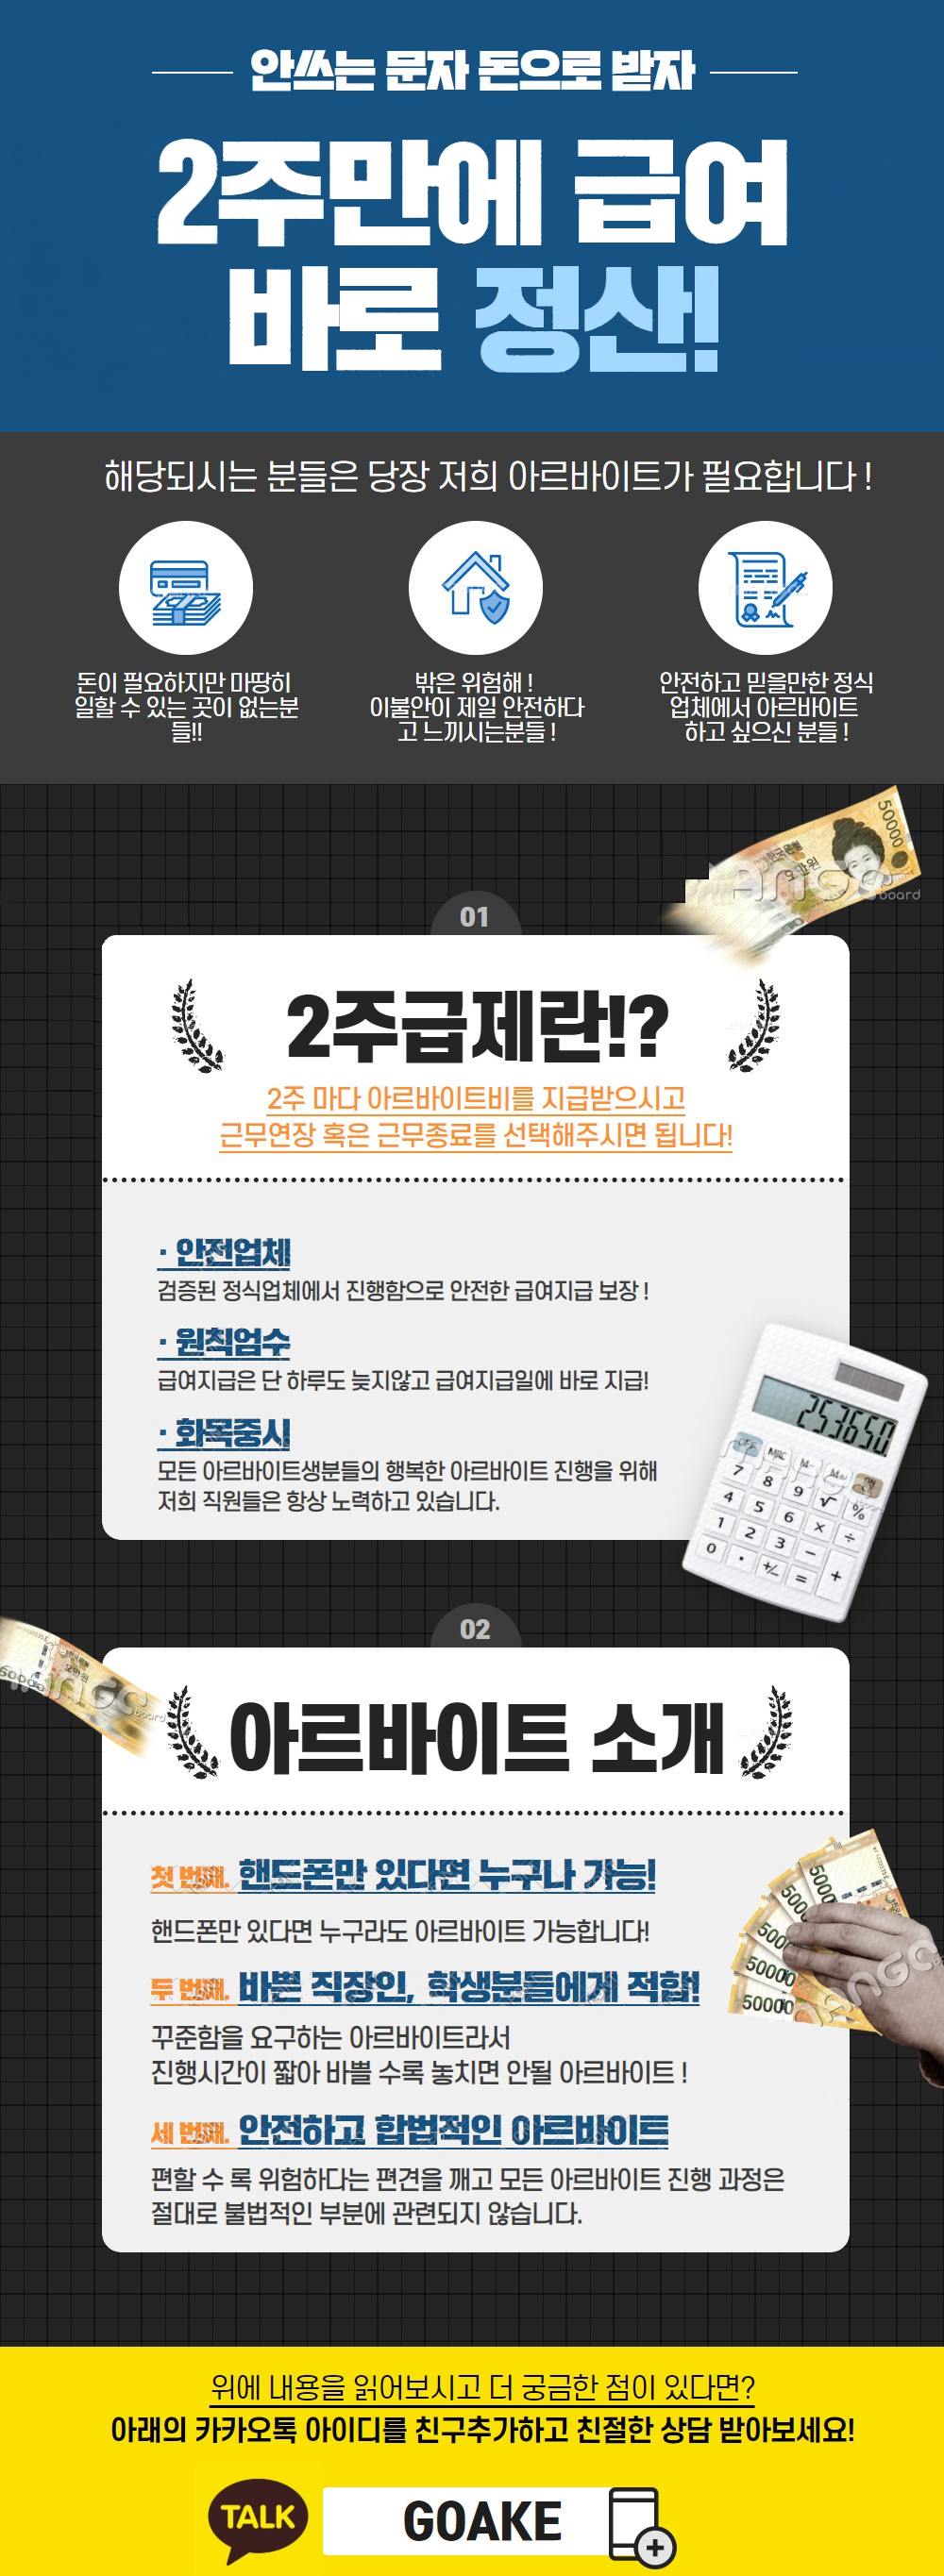 안쓰는 문자 돈으로 받자
2주만에 급여
바로 정산!
해당되시는 분들은 당장 저희 아르바이트가 필요합니다 !
돈이 필요하지만 마땅히
일할 수 있는 곳이 없는분
들!!
밖은 위험해 !
이불안이 제일 안전하다
고 느끼시는분들 !
안전하고 믿을만한 정식
업체에서 아르바이트
하고 싶으신 분들 !
50000
한국은행
오만원
01
2주급제란!?
2주 마다 아르바이트비를 지급받으시고
근무연장 혹은 근무종료를 선택해주시면 됩니다!
· 안전업체
검증된 정식업체에서 진행함으로 안전한 급여지급 보장 !
· 원칙엄수
급여지급은 단 하루도 늦지않고 급여지급일에 바로 지급!
· 화목중시
모든 아르바이트생분들의 행복한 아르바이트 진행을 위해
저희 직원들은 항상 노력하고 있습니다.
253650
7 8 9 √ %
4 5 6 × ÷
1 2 3 −
0 · +/− = +
02
아르바이트 소개
첫 번째. 핸드폰만 있다면 누구나 가능!
핸드폰만 있다면 누구라도 아르바이트 가능합니다!
두 번째. 바쁜 직장인, 학생분들에게 적합!
꾸준함을 요구하는 아르바이트라서
진행시간이 짧아 바쁠 수록 놓치면 안될 아르바이트 !
세 번째. 안전하고 합법적인 아르바이트
편할 수 록 위험하다는 편견을 깨고 모든 아르바이트 진행 과정은
절대로 불법적인 부분에 관련되지 않습니다.
50000
50000
위에 내용을 읽어보시고 더 궁금한 점이 있다면?
아래의 카카오톡 아이디를 친구추가하고 친절한 상담 받아보세요!
TALK
GOAKE